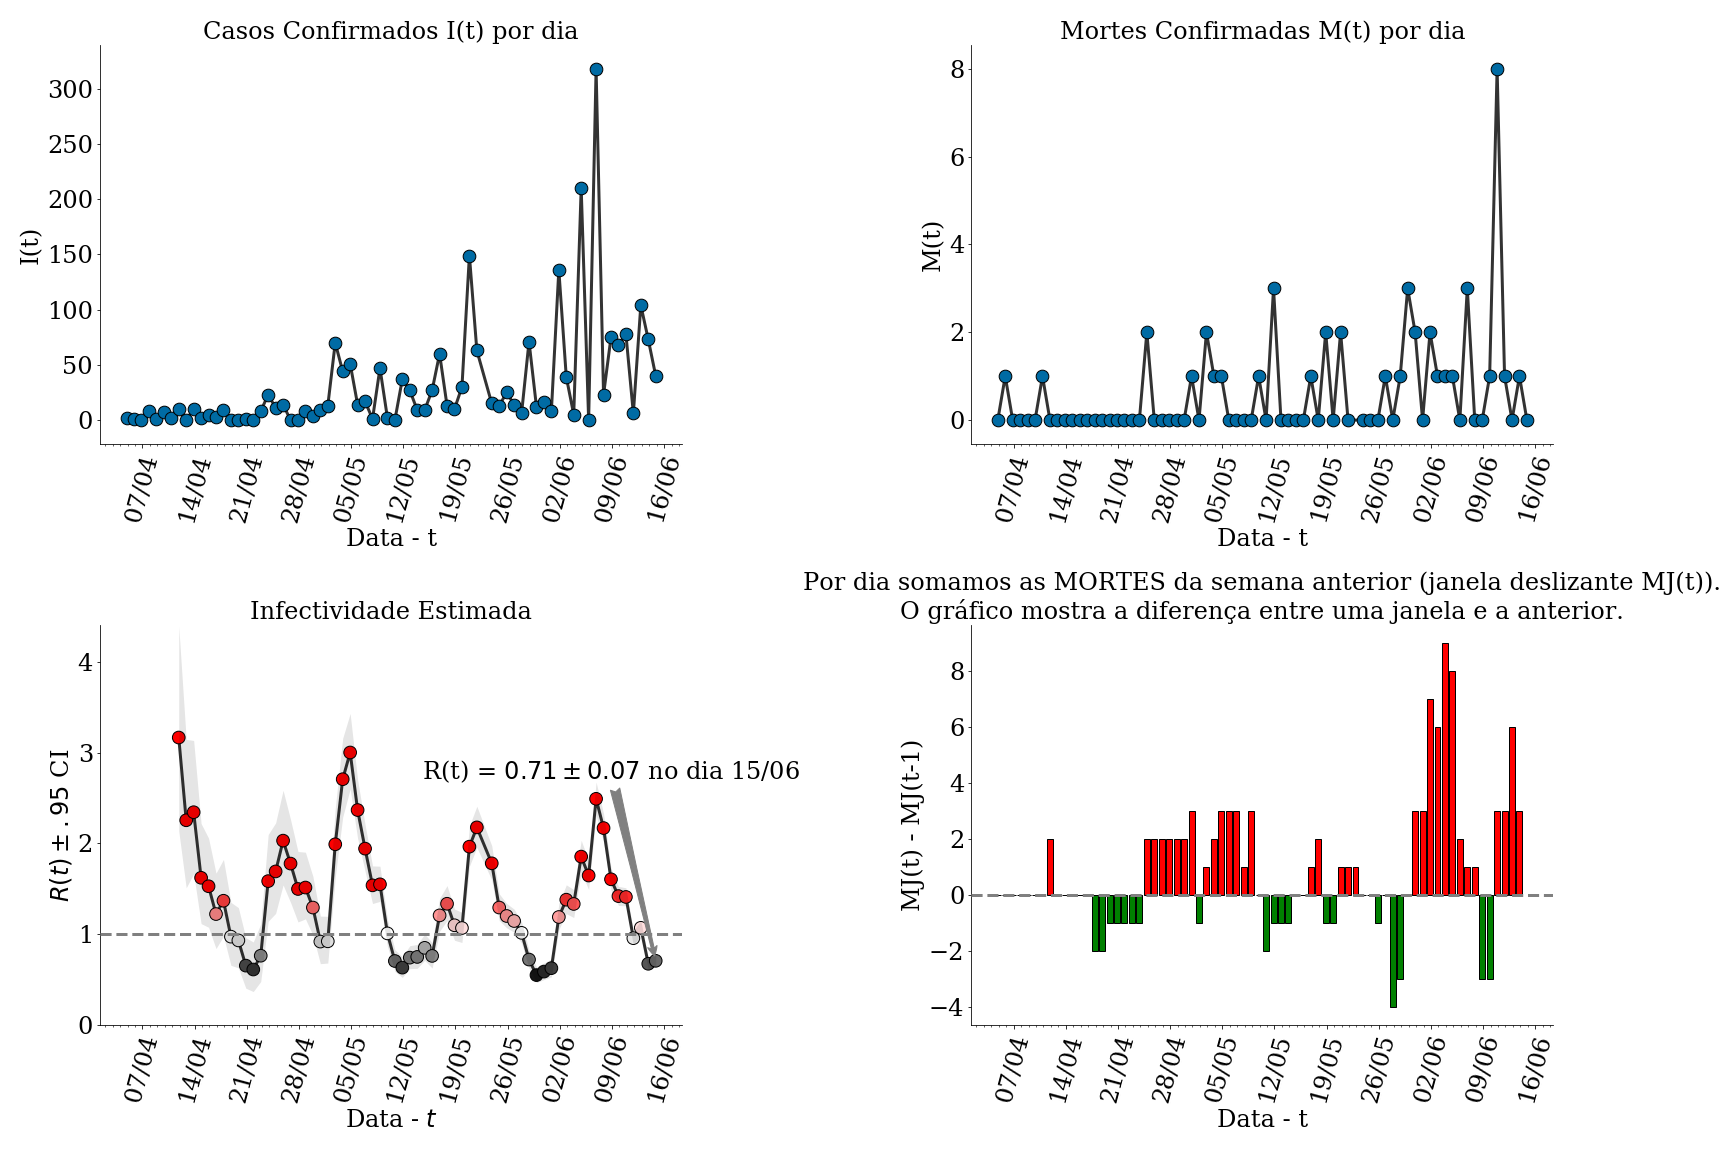 Casos Confirmados I(t) por dia
I(t)
300
250
200
150
100
50
0
07/04 14/04 21/04 28/04 05/05 12/05 19/05 26/05 02/06 09/06 16/06
Data - t
Mortes Confirmadas M(t) por dia
M(t)
8
6
4
2
0
07/04 14/04 21/04 28/04 05/05 12/05 19/05 26/05 02/06 09/06 16/06
Data - t
Infectividade Estimada
R(t) ± .95 CI
4
3
2
1
0
R(t) = 0.71 ± 0.07 no dia 15/06
07/04 14/04 21/04 28/04 05/05 12/05 19/05 26/05 02/06 09/06 16/06
Data - t
Por dia somamos as MORTES da semana anterior (janela deslizante MJ(t)).
O gráfico mostra a diferença entre uma janela e a anterior.
MJ(t) - MJ(t-1)
8
6
4
2
0
−2
−4
07/04 14/04 21/04 28/04 05/05 12/05 19/05 26/05 02/06 09/06 16/06
Data - t